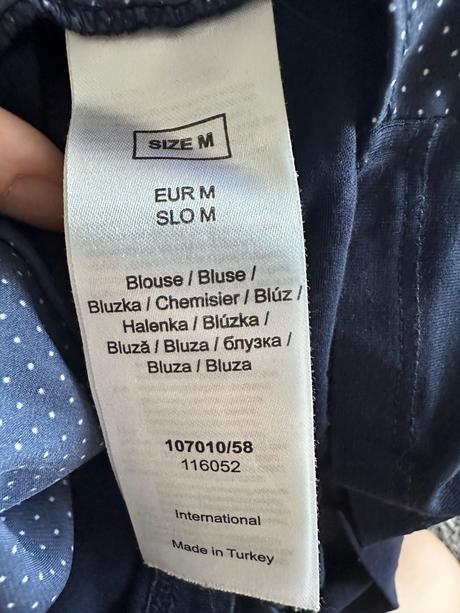 SIZE M
EUR M
SLO M
Blouse / Bluse /
Bluzka / Chemisier / Blúz /
Halenka / Blúzka /
Bluză / Bluza / блузка /
Bluza / Bluza
107010/58
116052
International
Made in Turkey